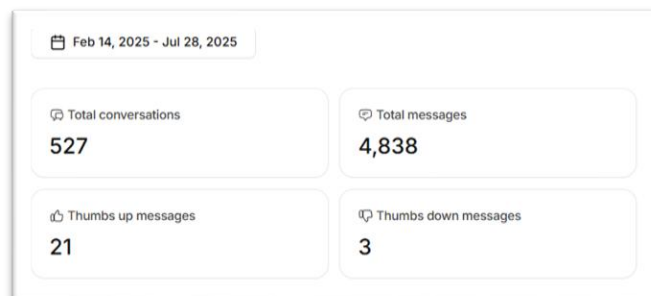 Feb 14, 2025 - Jul 28, 2025
Total conversations
527
Total messages
4,838
Thumbs up messages
21
Thumbs down messages
3